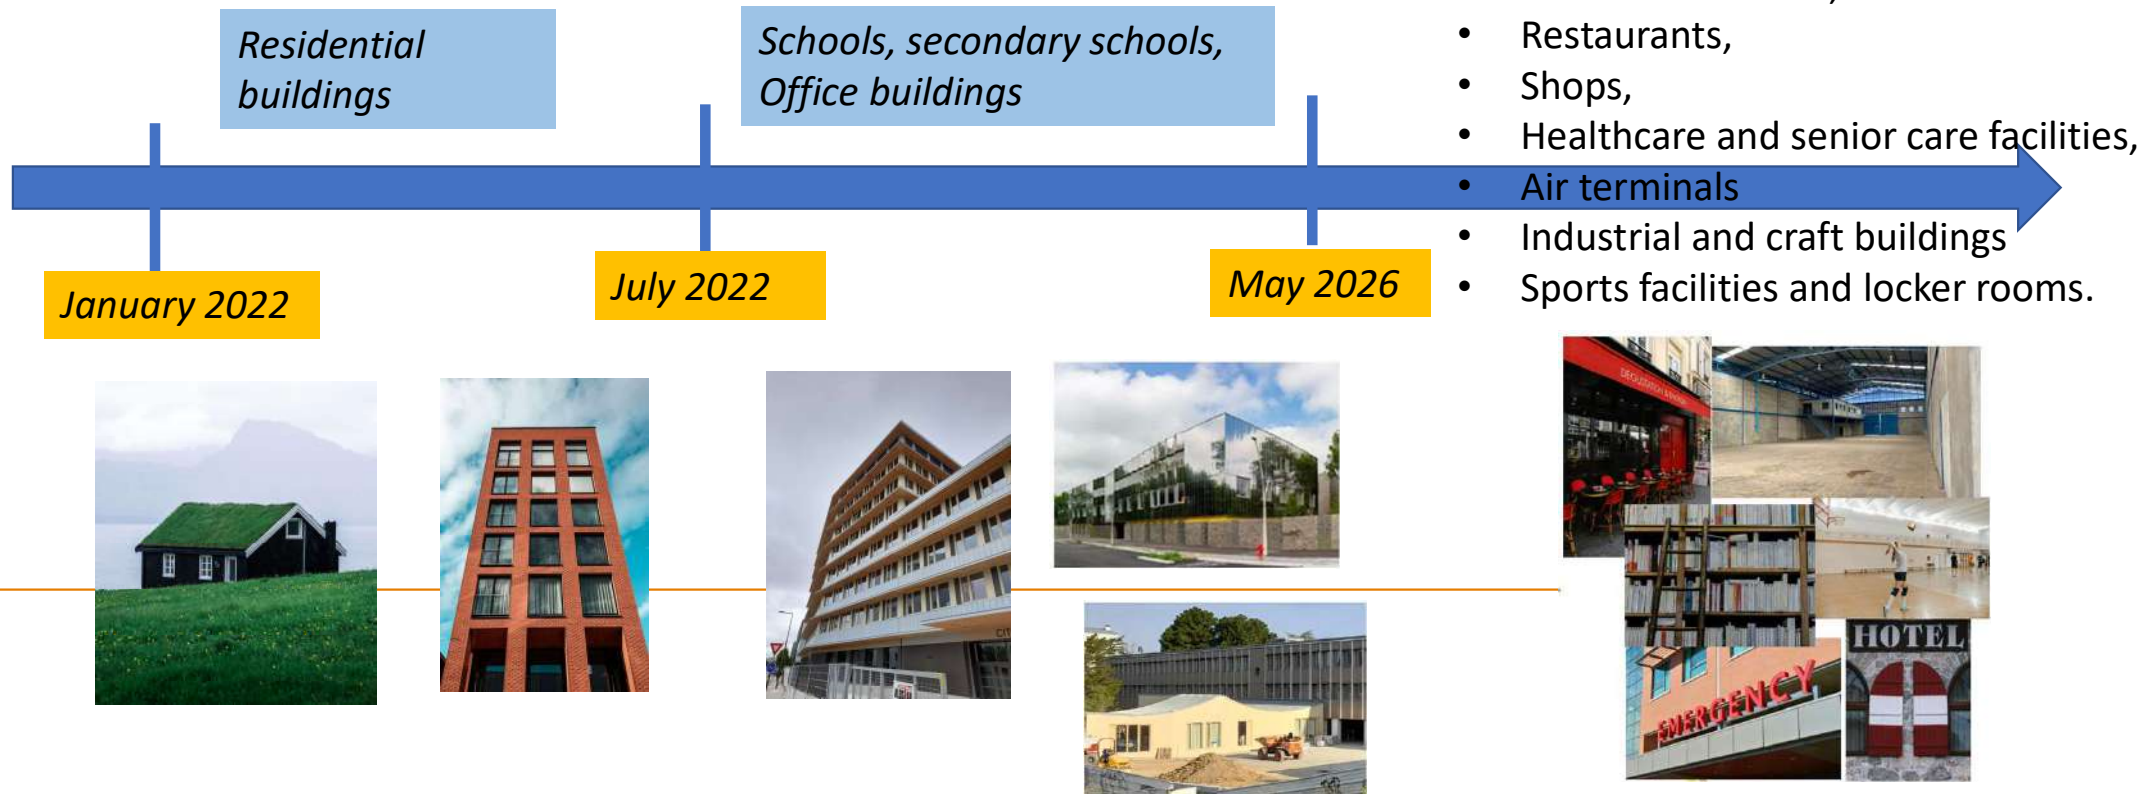 Residential
buildings
Schools, secondary schools,
Office buildings
• Restaurants,
• Shops,
• Healthcare and senior care facilities,
• Air terminals
• Industrial and craft buildings
• Sports facilities and locker rooms.
January 2022
July 2022
May 2026
HOTEL
EMERGENCY